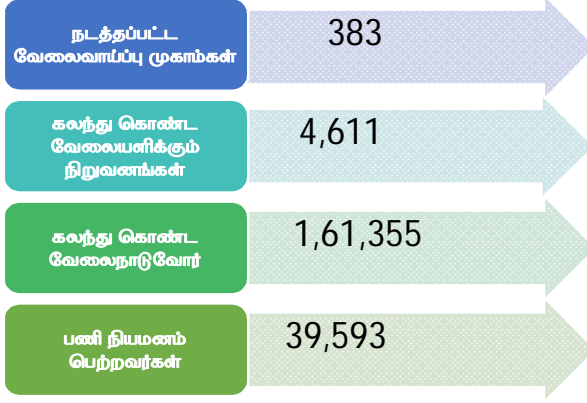 நடத்தப்பட்ட
வேலைவாய்ப்பு முகாம்கள்
383
கலந்து கொண்ட
வேலையளிக்கும்
நிறுவனங்கள்
4,611
கலந்து கொண்ட
வேலைநாடுவோர்
1,61,355
பணி நியமனம்
பெற்றவர்கள்
39,593